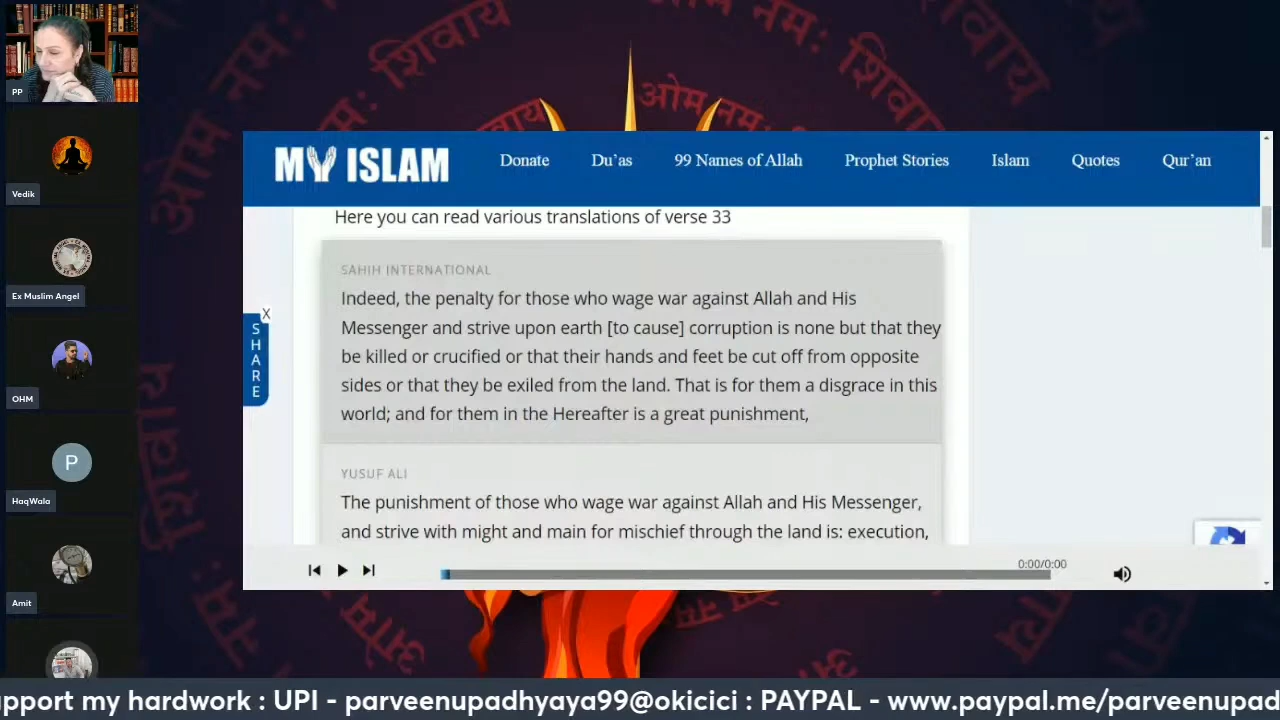 PP
Vedik
Ex Muslim Angel
OHM
HaqWala
P
Amit
ओम नमः शिवाय
MY ISLAM
Donate
Du'as
99 Names of Allah
Prophet Stories
Islam
Quotes
Qur'an
Here you can read various translations of verse 33
SAHIH INTERNATIONAL
Indeed, the penalty for those who wage war against Allah and His
Messenger and strive upon earth [to cause] corruption is none but that they
be killed or crucified or that their hands and feet be cut off from opposite
sides or that they be exiled from the land. That is for them a disgrace in this
world; and for them in the Hereafter is a great punishment,
YUSUF ALI
The punishment of those who wage war against Allah and His Messenger,
and strive with might and main for mischief through the land is: execution,
X
SHARE
0:00/0:00
upport my hardwork : UPI - parveenupadhyaya99@okicici : PAYPAL - www.paypal.me/parveenupad